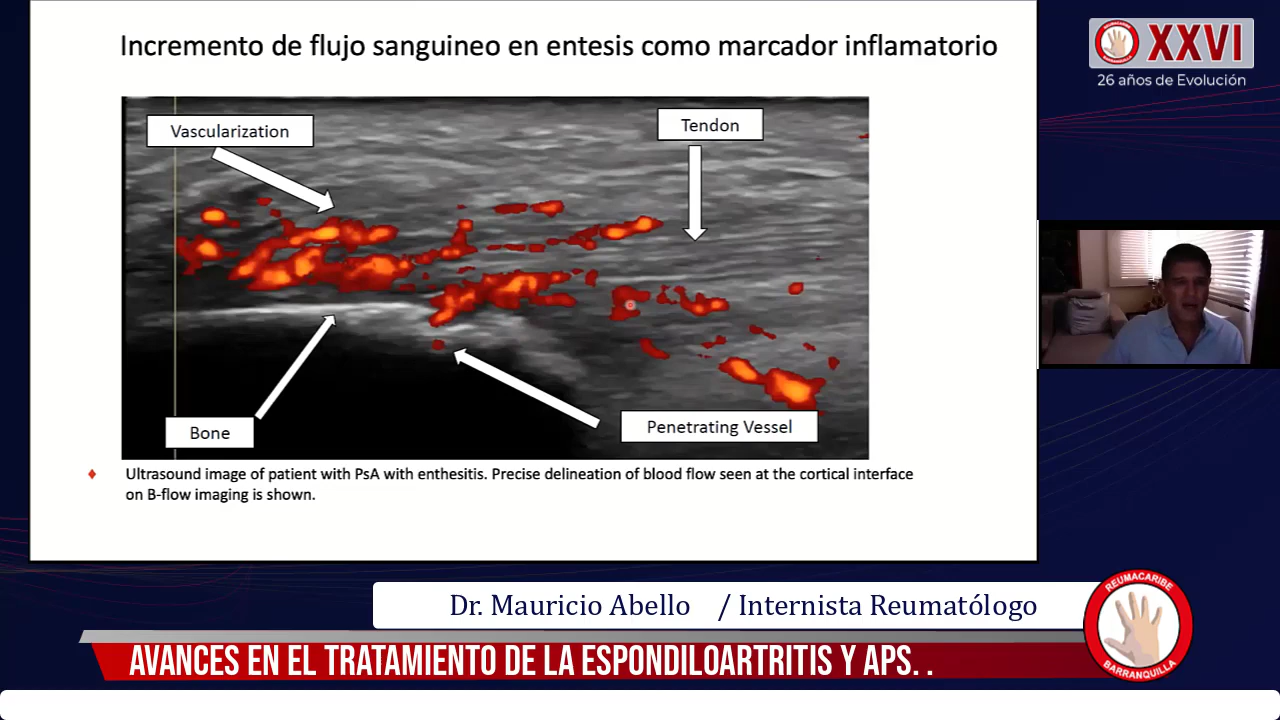 Incremento de flujo sanguineo en entesis como marcador inflamatorio
XXVI
26 años de Evolución
Vascularization
Tendon
Bone
Penetrating Vessel
♦ Ultrasound image of patient with PsA with enthesitis. Precise delineation of blood flow seen at the cortical interface
on B-flow imaging is shown.
Dr. Mauricio Abello / Internista Reumatólogo
REUMACARIBE
BARRANQUILLA
AVANCES EN EL TRATAMIENTO DE LA ESPONDILOARTRITIS Y APS. .